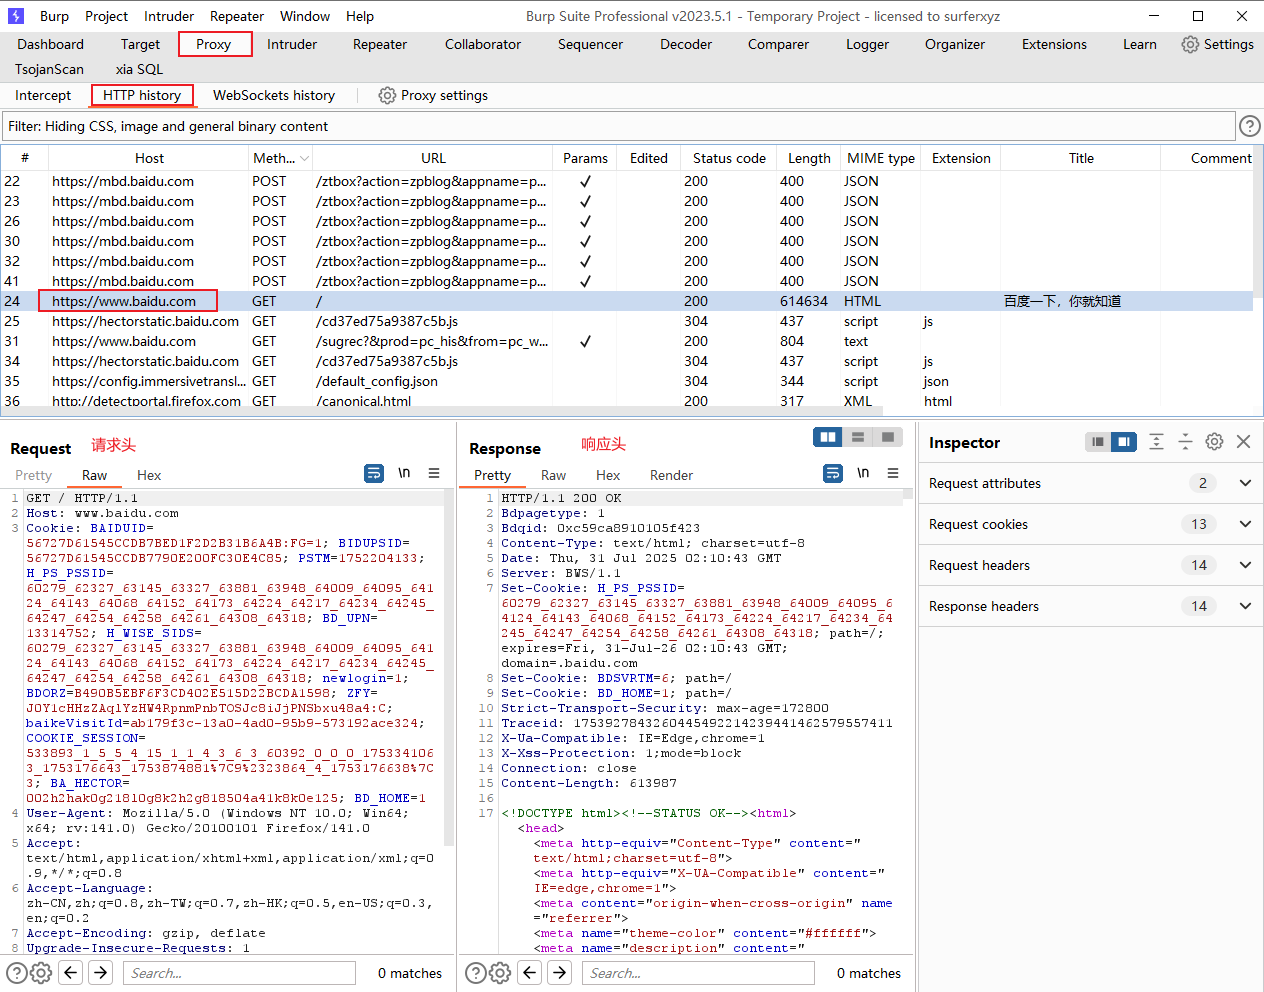 Burp Project Intruder Repeater Window Help Burp Suite Professional v2023.5.1 - Temporary Project - licensed to surferxyz
Dashboard Target Proxy Intruder Repeater Collaborator Sequencer Decoder Comparer Logger Organizer Extensions Learn Settings
TsojanScan xia SQL
Intercept HTTP history WebSockets history Proxy settings
Filter: Hiding CSS, image and general binary content
# Host Meth... URL Params Edited Status code Length MIME type Extension Title Comment
22 https://mbd.baidu.com POST /ztbox?action=zpblog&appname=p... ✓ 200 400 JSON
23 https://mbd.baidu.com POST /ztbox?action=zpblog&appname=p... ✓ 200 400 JSON
26 https://mbd.baidu.com POST /ztbox?action=zpblog&appname=p... ✓ 200 400 JSON
30 https://mbd.baidu.com POST /ztbox?action=zpblog&appname=p... ✓ 200 400 JSON
32 https://mbd.baidu.com POST /ztbox?action=zpblog&appname=p... ✓ 200 400 JSON
41 https://mbd.baidu.com POST /ztbox?action=zpblog&appname=p... ✓ 200 400 JSON
24 https://www.baidu.com GET / 200 614634 HTML 百度一下，你就知道
25 https://hectorstatic.baidu.com GET /cd37ed75a9387c5b.js 304 437 script js
31 https://www.baidu.com GET /sugrec?&prod=pc_his&from=pc_w... ✓ 200 804 text
34 https://hectorstatic.baidu.com GET /cd37ed75a9387c5b.js 304 437 script js
35 https://config.immersivetransl... GET /default_config.json 304 344 script json
36 http://detectportal.firefox.com GET /canonical.html 200 317 XML html
Request 请求头
Pretty Raw Hex \n
1 GET / HTTP/1.1
2 Host: www.baidu.com
3 Cookie: BAIDUID=
56727D61545CCDB7BED1F2D2B31B6A4B:FG=1; BIDUPSID=
56727D61545CCDB7790E200FC30E4C85; PSTM=1752204133;
H_PS_PSSID=
60279_62327_63145_63327_63881_63948_64009_64095_641
24_64143_64068_64152_64173_64224_64217_64234_64245_
64247_64254_64258_64261_64308_64318; BD_UPN=
13314752; H_WISE_SIDS=
60279_62327_63145_63327_63881_63948_64009_64095_641
24_64143_64068_64152_64173_64224_64217_64234_64245_
64247_64254_64258_64261_64308_64318; newlogin=1;
BDORZ=B490B5EBF6F3CD402E515D22BCDA1598; ZFY=
J0Y1cHHzZAqlYzHW4RpnmPnbTOSJc8iJjPNSbxu48a4:C;
baikeVisitId=ab179f3c-13a0-4ad0-95b9-573192ace324;
COOKIE_SESSION=
533893_1_5_5_4_15_1_1_4_3_6_3_60392_0_0_0_175334106
3_1753176643_1753874881%7C9%2323864_4_1753176638%7C
3; BA_HECTOR=
002h2hak0g21810g8k2h2g818504a41k8k0e125; BD_HOME=1
4 User-Agent: Mozilla/5.0 (Windows NT 10.0; Win64;
x64; rv:141.0) Gecko/20100101 Firefox/141.0
5 Accept:
text/html,application/xhtml+xml,application/xml;q=0
.9,*/*;q=0.8
6 Accept-Language:
zh-CN,zh;q=0.8,zh-TW;q=0.7,zh-HK;q=0.5,en-US;q=0.3,
en;q=0.2
7 Accept-Encoding: gzip, deflate
8 Upgrade-Insecure-Requests: 1
Search... 0 matches
Response 响应头
Pretty Raw Hex Render \n
1 HTTP/1.1 200 OK
2 Bdpagetype: 1
3 Bdqid: 0xc59ca8910105f423
4 Content-Type: text/html; charset=utf-8
5 Date: Thu, 31 Jul 2025 02:10:43 GMT
6 Server: BWS/1.1
7 Set-Cookie: H_PS_PSSID=
60279_62327_63145_63327_63881_63948_64009_64095_6
4124_64143_64068_64152_64173_64224_64217_64234_64
245_64247_64254_64258_64261_64308_64318; path=/;
expires=Fri, 31-Jul-26 02:10:43 GMT;
domain=.baidu.com
8 Set-Cookie: BDSVRTM=6; path=/
9 Set-Cookie: BD_HOME=1; path=/
10 Strict-Transport-Security: max-age=172800
11 Traceid: 1753927843260445492214239441462579557411
12 X-Ua-Compatible: IE=Edge,chrome=1
13 X-Xss-Protection: 1;mode=block
14 Connection: close
15 Content-Length: 613987
16
17 <!DOCTYPE html><!--STATUS OK--><html>
<head>
<meta http-equiv="Content-Type" content="
text/html;charset=utf-8">
<meta http-equiv="X-UA-Compatible" content="
IE=edge,chrome=1">
<meta content="origin-when-cross-origin" name
="referrer">
<meta name="theme-color" content="#ffffff">
<meta name="description" content="
Search... 0 matches
Inspector
Request attributes 2
Request cookies 13
Request headers 14
Response headers 14